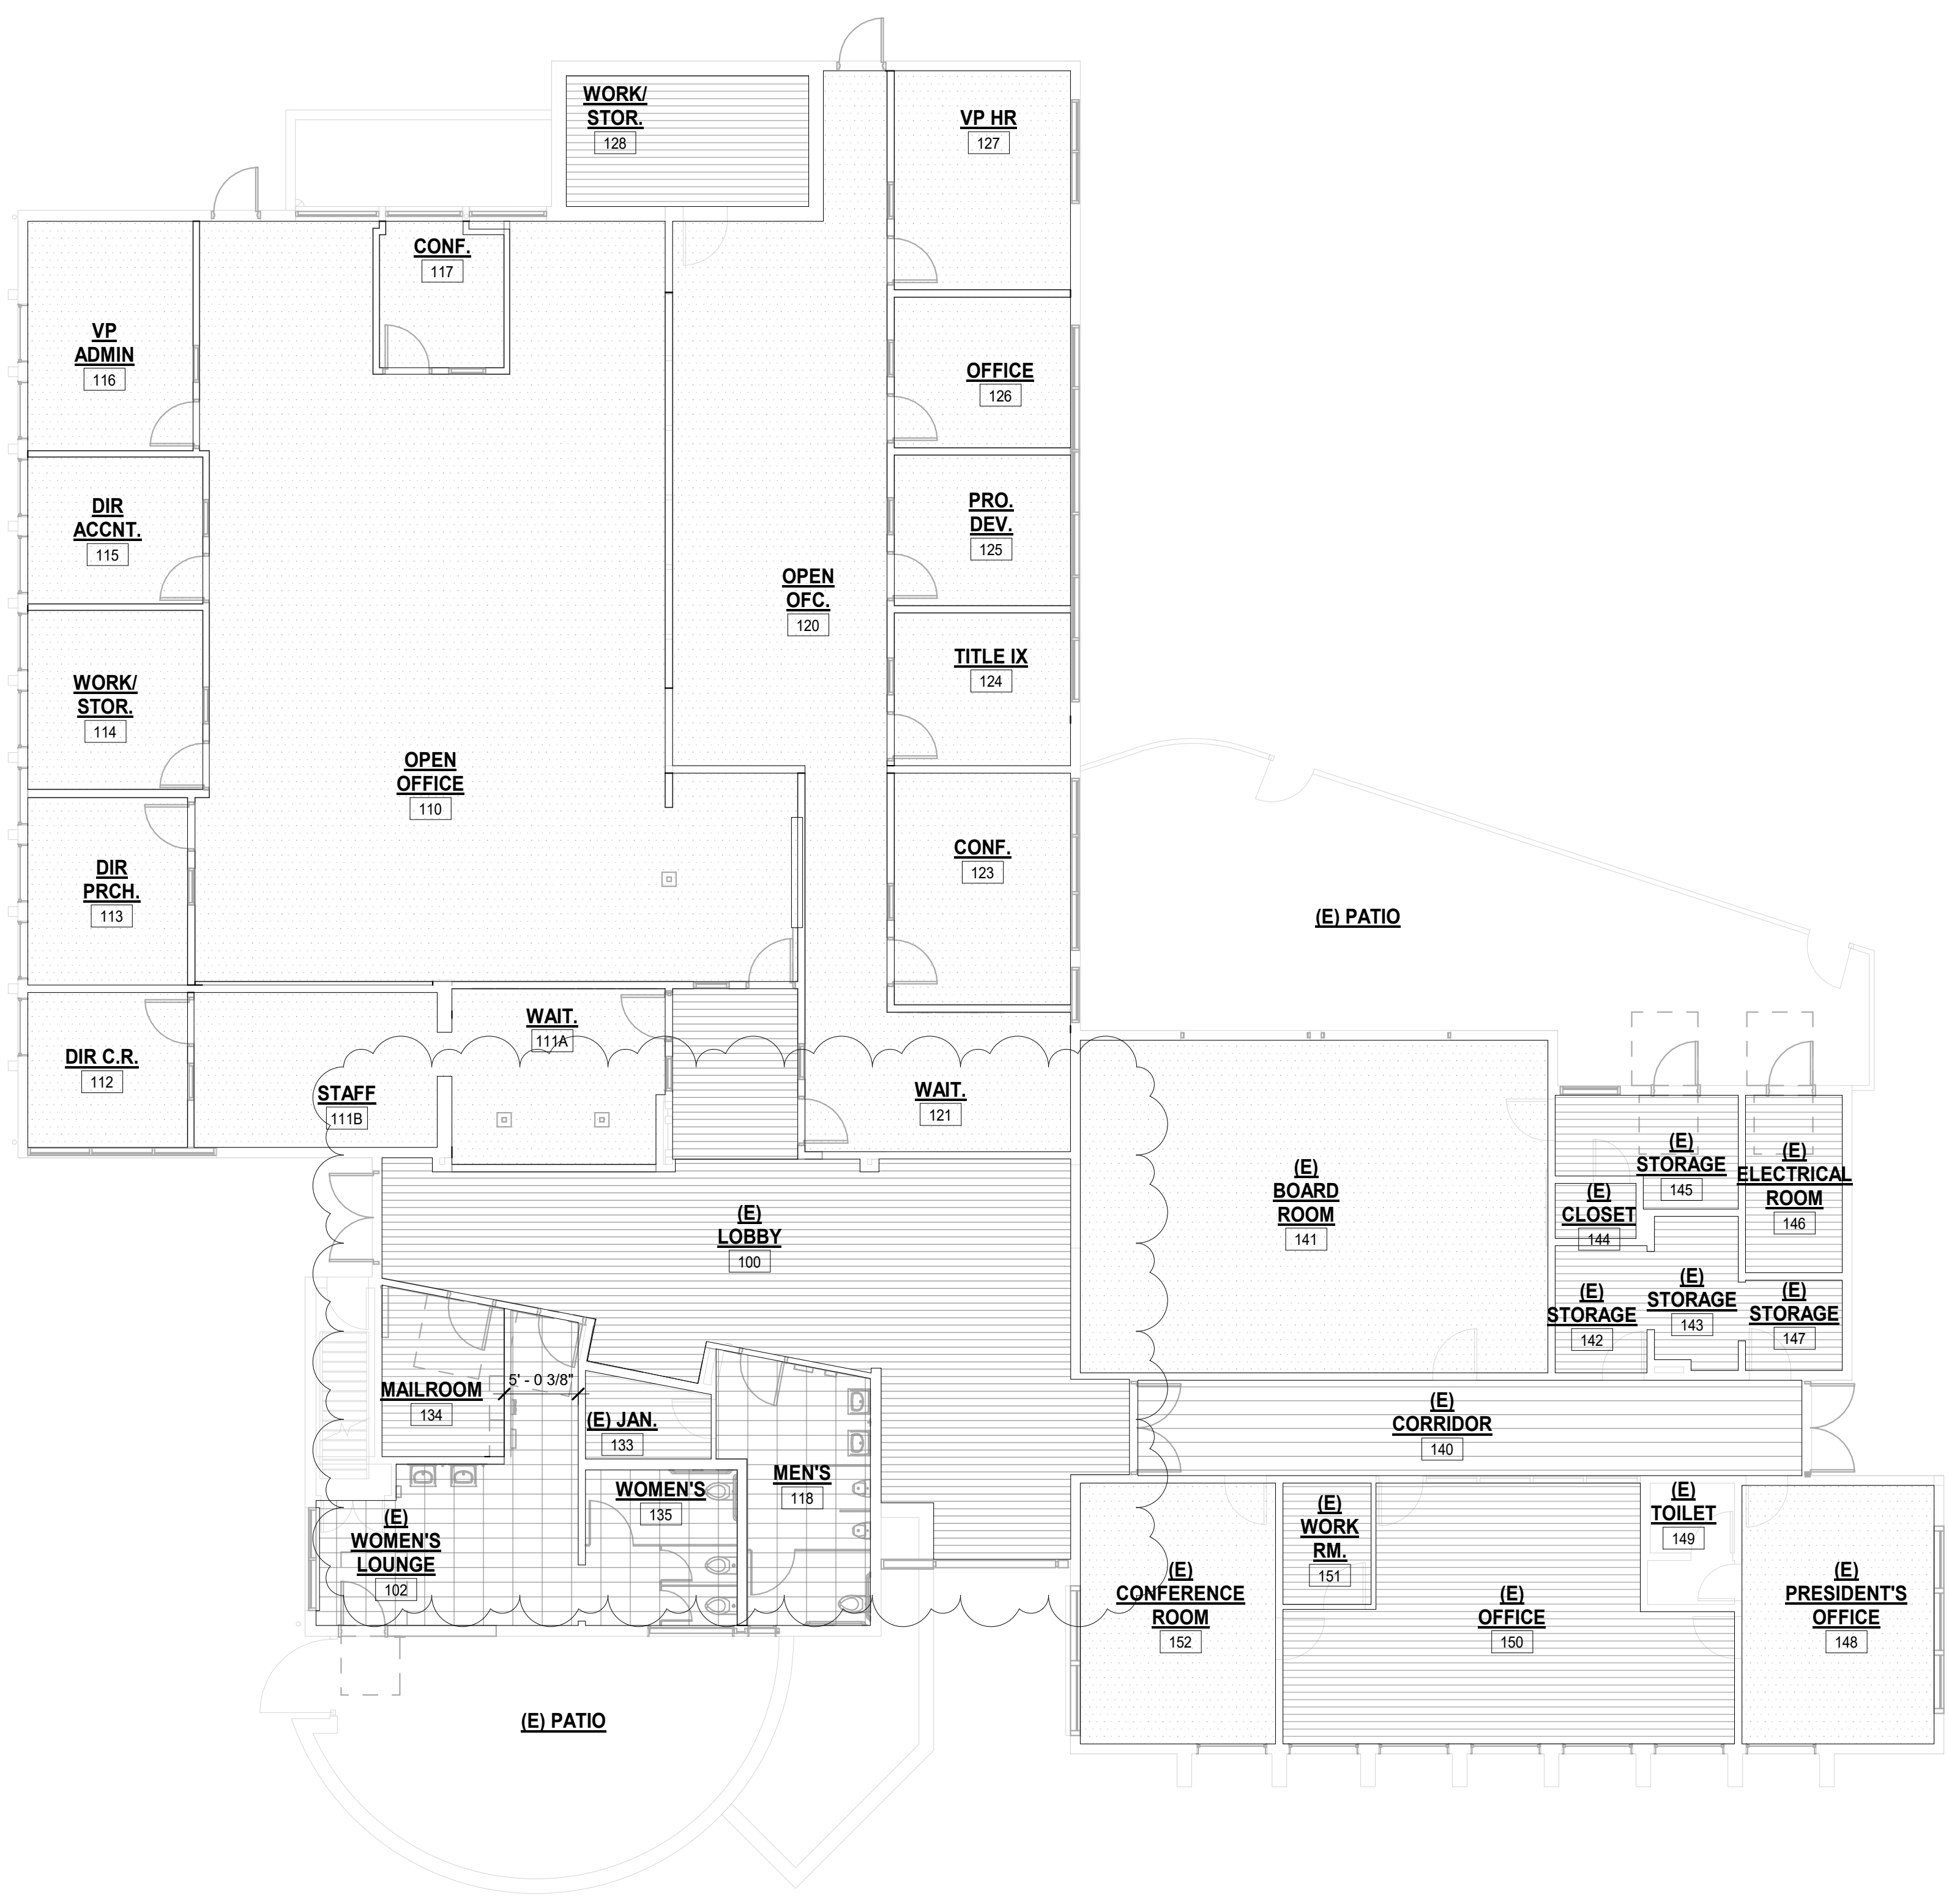 WORK/
STOR.
128
VP HR
127
CONF.
117
VP
ADMIN
116
OFFICE
126
DIR
ACCNT.
115
PRO.
DEV.
125
OPEN
OFC.
120
TITLE IX
124
WORK/
STOR.
114
OPEN
OFFICE
110
CONF.
123
DIR
PRCH.
113
(E) PATIO
WAIT.
111A
DIR C.R.
112
STAFF
111B
WAIT.
121
(E)
STORAGE
145
(E)
ELECTRICAL
ROOM
146
(E)
BOARD
ROOM
141
(E)
CLOSET
144
(E)
LOBBY
100
(E)
STORAGE
142
(E)
STORAGE
143
(E)
STORAGE
147
5' - 0 3/8"
MAILROOM
134
(E) JAN.
133
(E)
CORRIDOR
140
MEN'S
118
WOMEN'S
135
(E)
WOMEN'S
LOUNGE
102
(E)
WORK
RM.
151
(E)
TOILET
149
(E)
CONFERENCE
ROOM
152
(E)
OFFICE
150
(E)
PRESIDENT'S
OFFICE
148
(E) PATIO